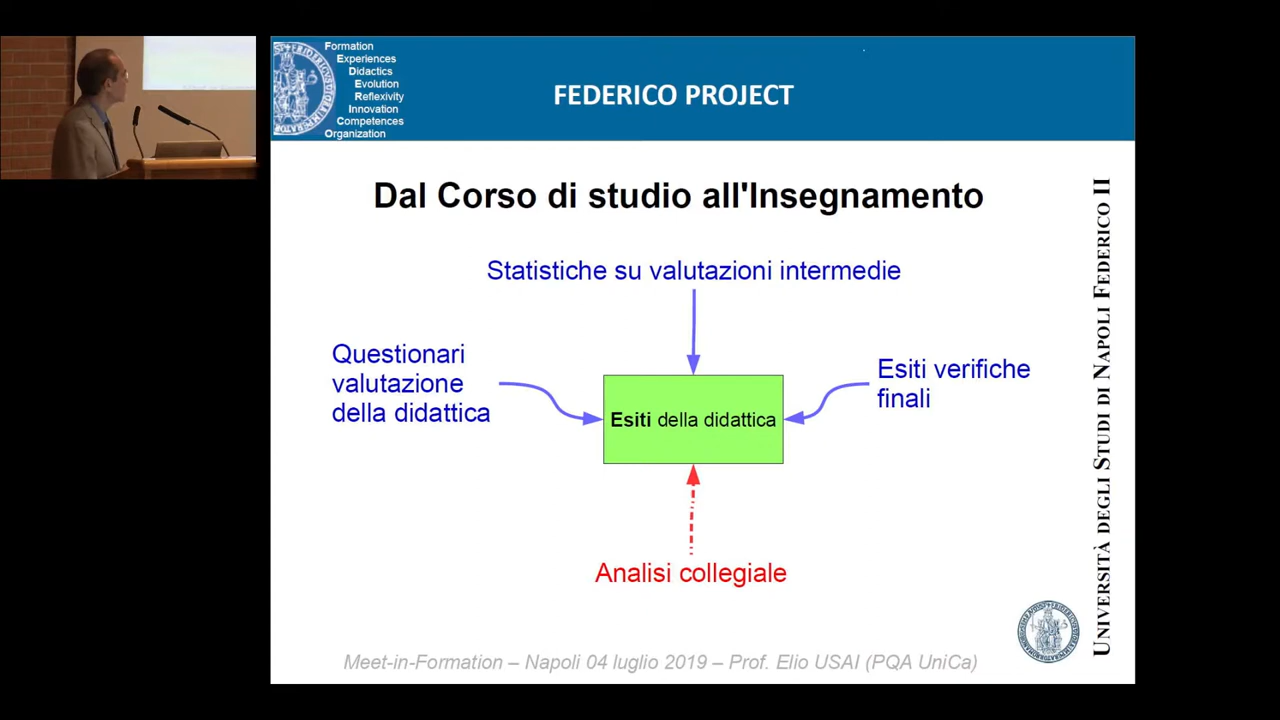 Formation
Experiences
Didactics
Evolution
Reflexivity
Innovation
Competences
Organization
FEDERICO PROJECT
Dal Corso di studio all'Insegnamento
Statistiche su valutazioni intermedie
Questionari
valutazione
della didattica
Esiti verifiche
finali
Esiti della didattica
Analisi collegiale
UNIVERSITÀ DEGLI STUDI DI NAPOLI FEDERICO II
Meet-in-Formation – Napoli 04 luglio 2019 – Prof. Elio USAI (PQA UniCa)